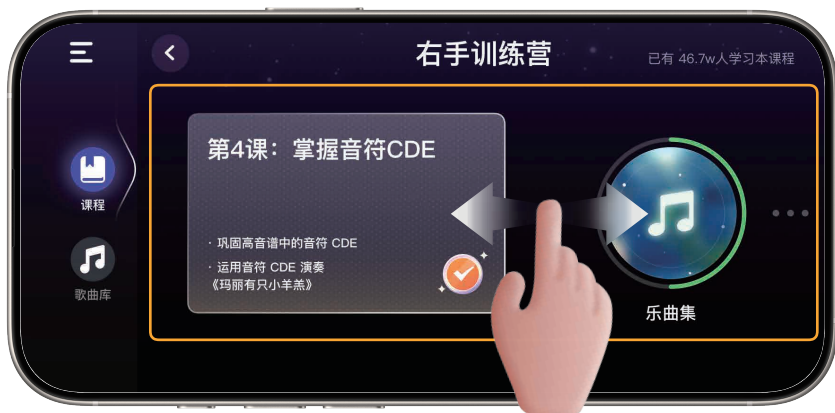 右手训练营
已有 46.7w人学习本课程
第4课：掌握音符CDE
· 巩固高音谱中的音符 CDE
· 运用音符 CDE 演奏
《玛丽有只小羊羔》
课程
歌曲库
乐曲集